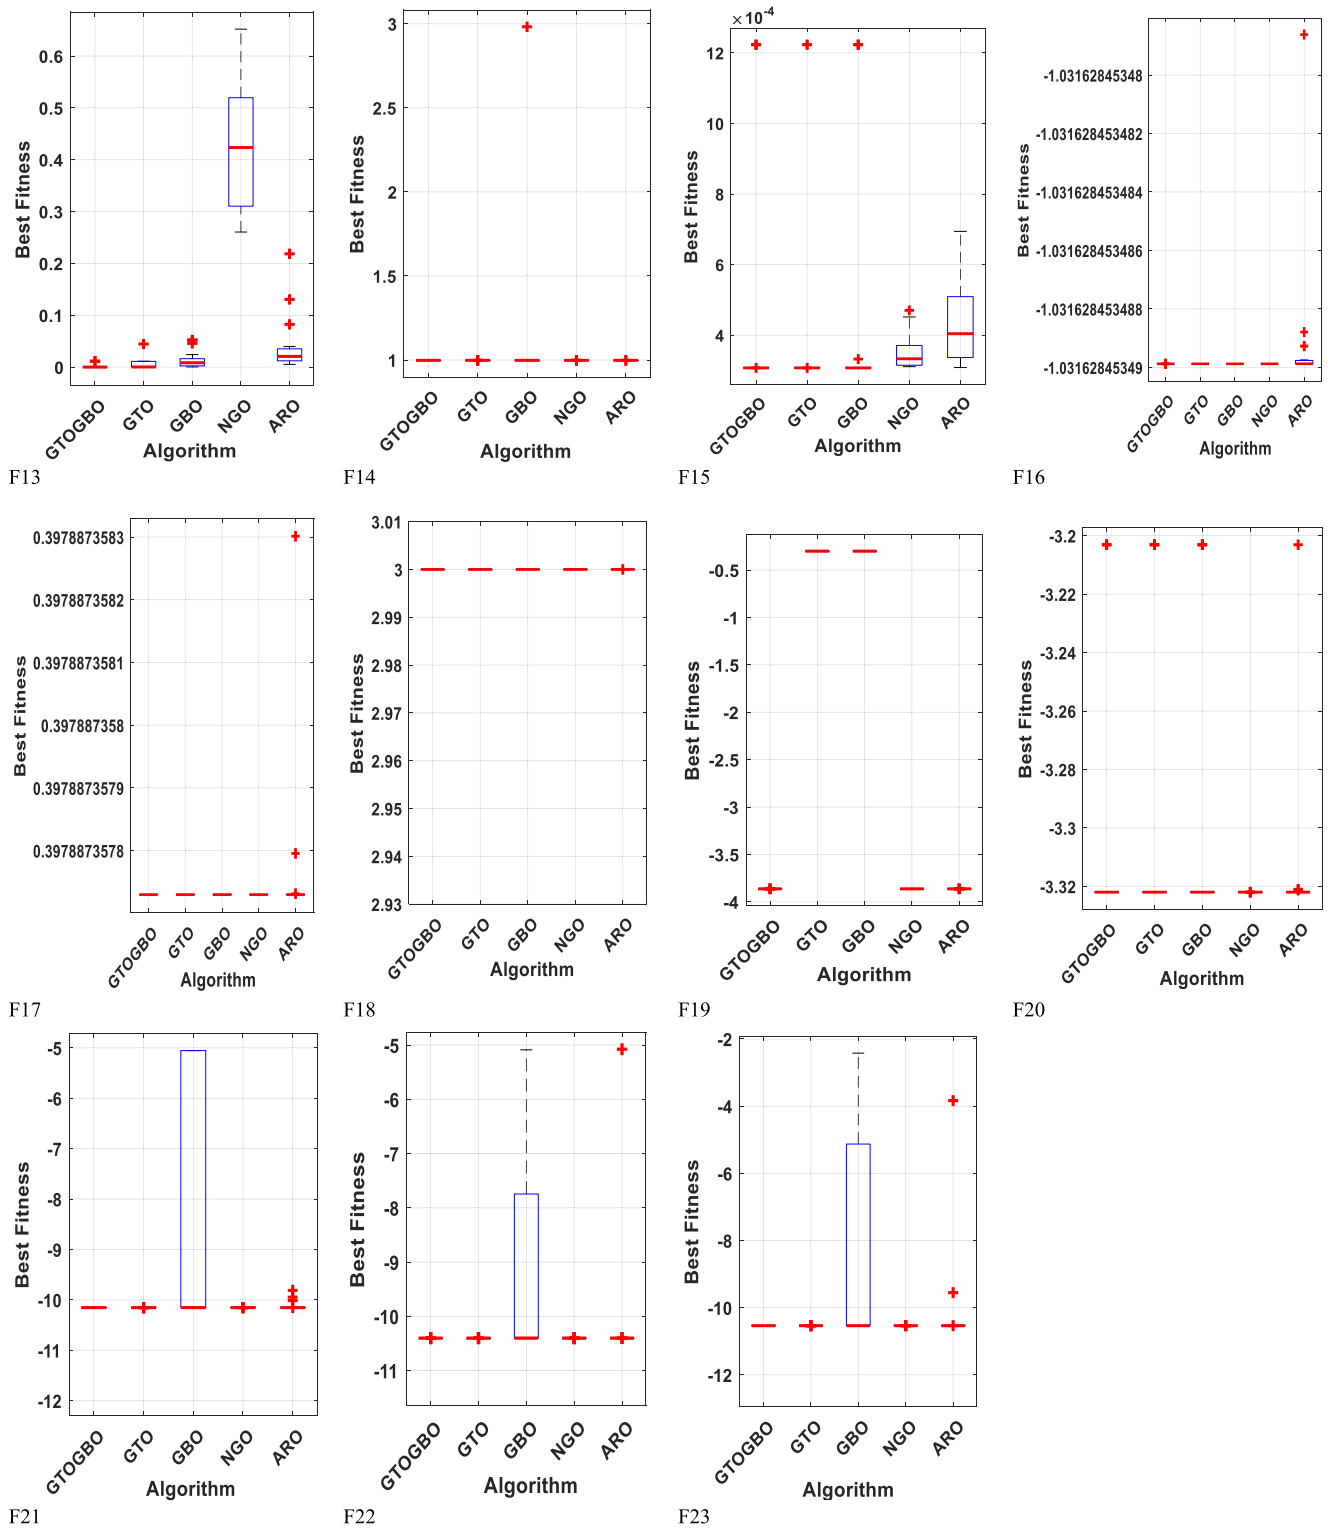 0.6
0.5
0.4
0.3
0.2
0.1
0
Best Fitness
GTOGBO GTO GBO NGO ARO
Algorithm
F13
3
2.5
2
1.5
1
Best Fitness
GTOGBO GTO GBO NGO ARO
Algorithm
F14
×10-4
12
10
8
6
4
Best Fitness
GTOGBO GTO GBO NGO ARO
Algorithm
F15
-1.03162845348
-1.031628453482
-1.031628453484
-1.031628453486
-1.031628453488
-1.03162845349
Best Fitness
GTOGBO GTO GBO NGO ARO
Algorithm
F16
0.3978873583
0.3978873582
0.3978873581
0.397887358
0.3978873579
0.3978873578
Best Fitness
GTOGBO GTO GBO NGO ARO
Algorithm
F17
3.01
3
2.99
2.98
2.97
2.96
2.95
2.94
2.93
Best Fitness
GTOGBO GTO GBO NGO ARO
Algorithm
F18
-0.5
-1
-1.5
-2
-2.5
-3
-3.5
-4
Best Fitness
GTOGBO GTO GBO NGO ARO
Algorithm
F19
-3.2
-3.22
-3.24
-3.26
-3.28
-3.3
-3.32
Best Fitness
GTOGBO GTO GBO NGO ARO
Algorithm
F20
-5
-6
-7
-8
-9
-10
-11
-12
Best Fitness
GTOGBO GTO GBO NGO ARO
Algorithm
F21
-5
-6
-7
-8
-9
-10
-11
Best Fitness
GTOGBO GTO GBO NGO ARO
Algorithm
F22
-2
-4
-6
-8
-10
-12
Best Fitness
GTOGBO GTO GBO NGO ARO
Algorithm
F23